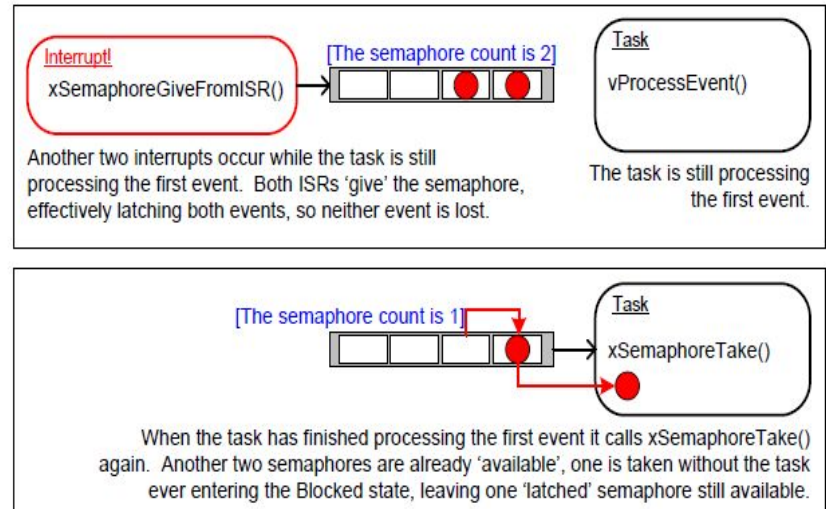 Interrupt!
xSemaphoreGiveFromISR()
[The semaphore count is 2]
Task
vProcessEvent()
Another two interrupts occur while the task is still
processing the first event. Both ISRs ‘give’ the semaphore,
effectively latching both events, so neither event is lost.
The task is still processing
the first event.
[The semaphore count is 1]
Task
xSemaphoreTake()
When the task has finished processing the first event it calls xSemaphoreTake()
again. Another two semaphores are already ‘available’, one is taken without the task
ever entering the Blocked state, leaving one ‘latched’ semaphore still available.